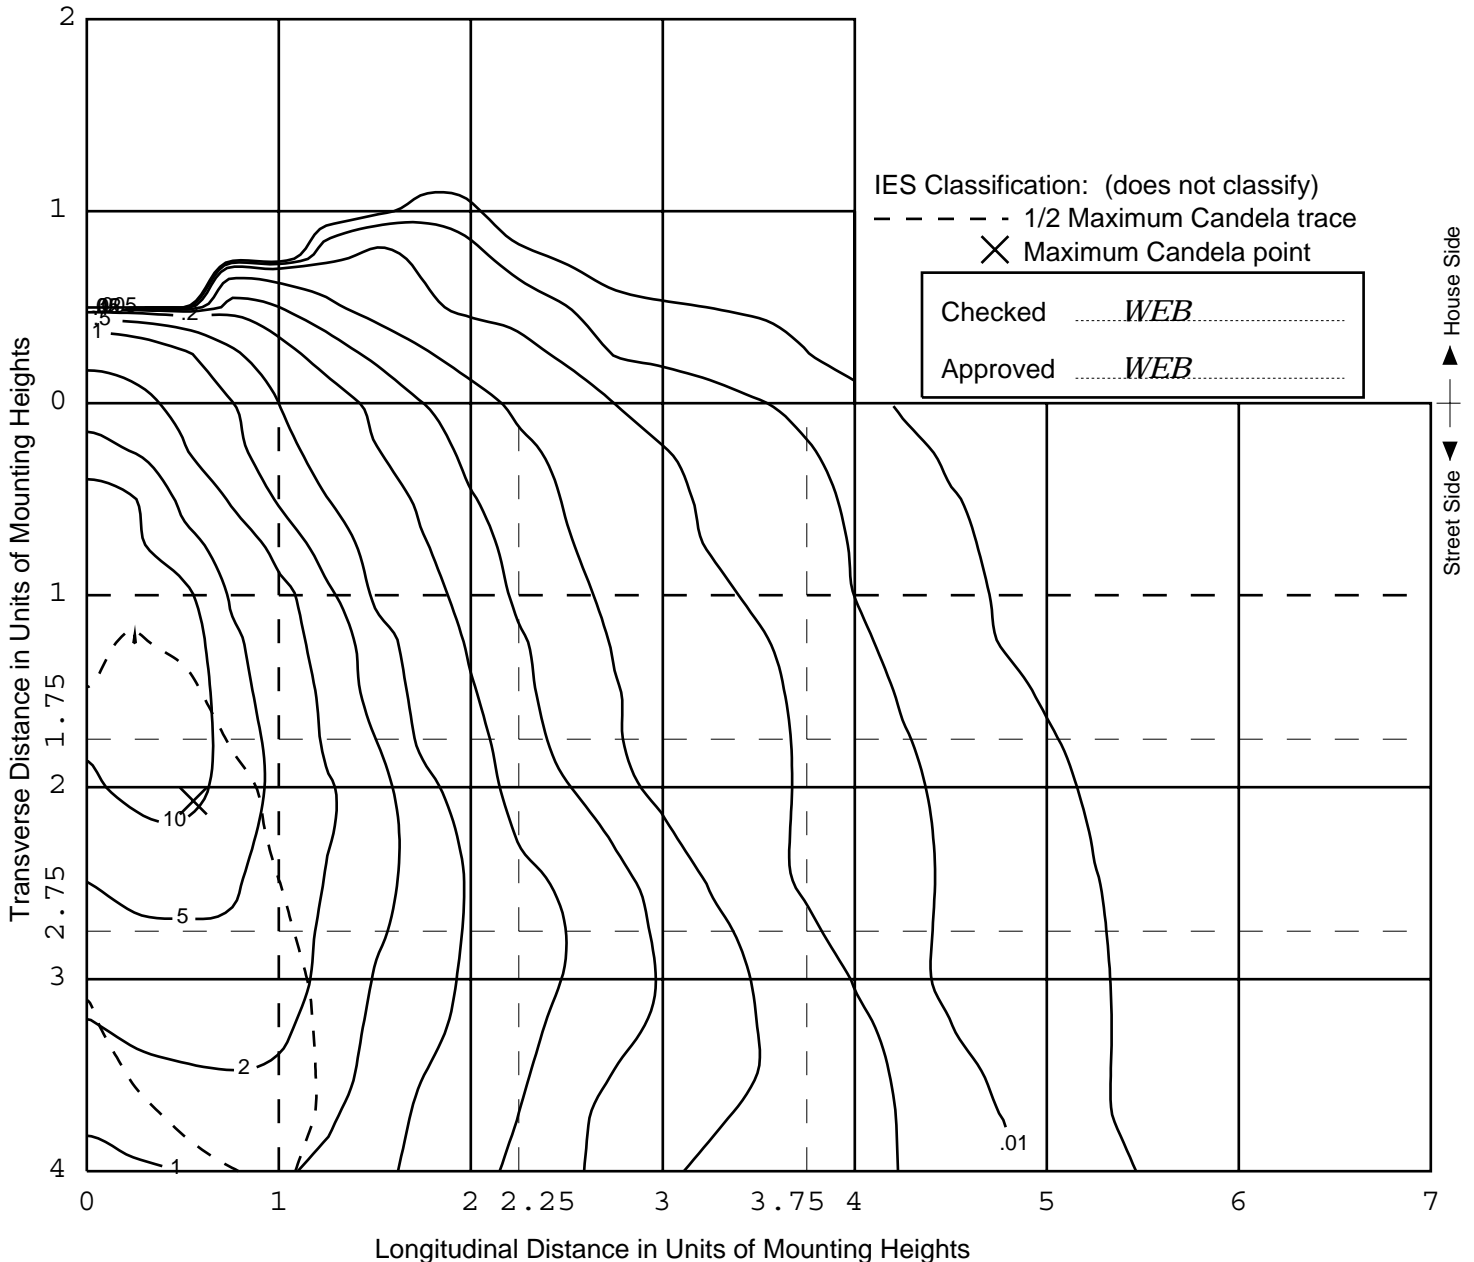 2
1
0
1
1.75
2
2.75
3
4
Transverse Distance in Units of Mounting Heights
IES Classification: (does not classify)
1/2 Maximum Candela trace
Maximum Candela point
Checked WEB
Approved WEB
House Side
Street Side
.005
.2
.5
1
10
5
2
1
.01
0 1 2 2.25 3 3.75 4 5 6 7
Longitudinal Distance in Units of Mounting Heights